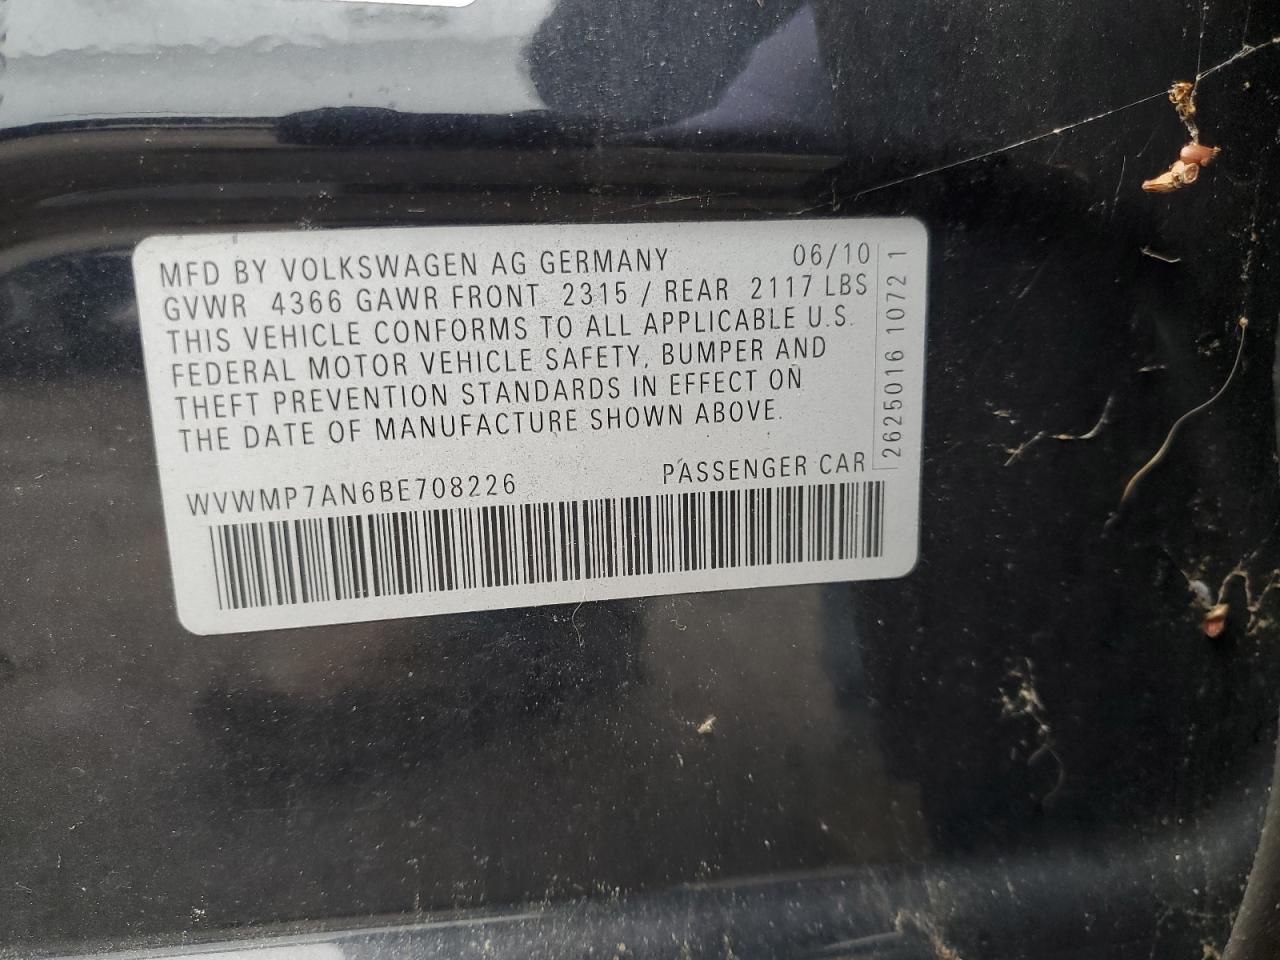 MFD BY VOLKSWAGEN AG GERMANY 06/10
GVWR 4366 GAWR FRONT 2315 / REAR 2117 LBS
THIS VEHICLE CONFORMS TO ALL APPLICABLE U.S.
FEDERAL MOTOR VEHICLE SAFETY, BUMPER AND
THEFT PREVENTION STANDARDS IN EFFECT ON
THE DATE OF MANUFACTURE SHOWN ABOVE.
WVWMP7AN6BE708226 PASSENGER CAR
2625016 1072 1